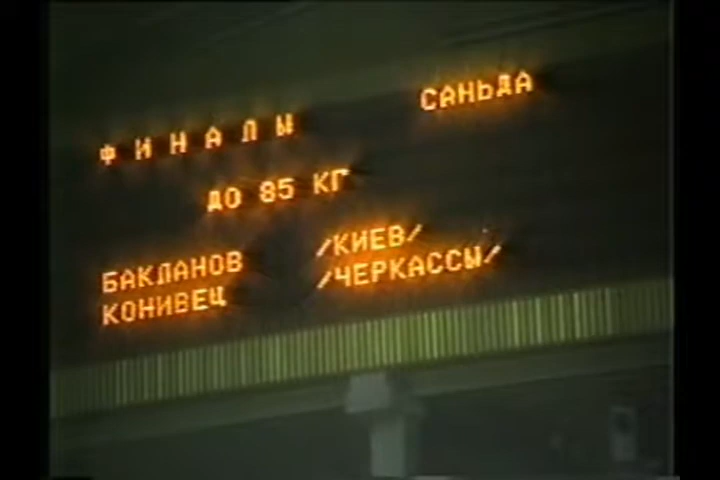 ФИНАЛЫ САНЬДА
ДО 85 КГ
БАКЛАНОВ /КИЕВ/
КОНИВЕЦ /ЧЕРКАССЫ/